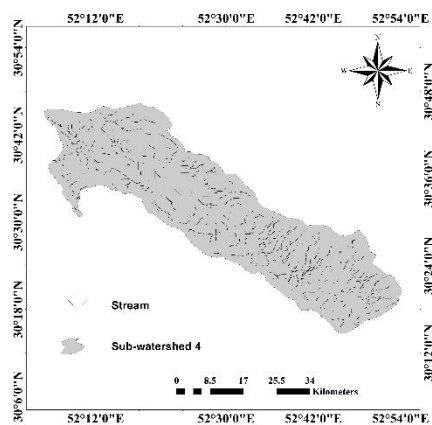 52°12'0"E 52°30'0"E 52°42'0"E 52°54'0"E
30°54'0"N
30°42'0"N
30°30'0"N
30°18'0"N
30°6'0"N
N
W E
S
30°48'0"N
30°36'0"N
30°24'0"N
30°12'0"N
Stream
Sub-watershed 4
0 8.5 17 25.5 34
Kilometers
52°12'0"E 52°30'0"E 52°42'0"E 52°54'0"E